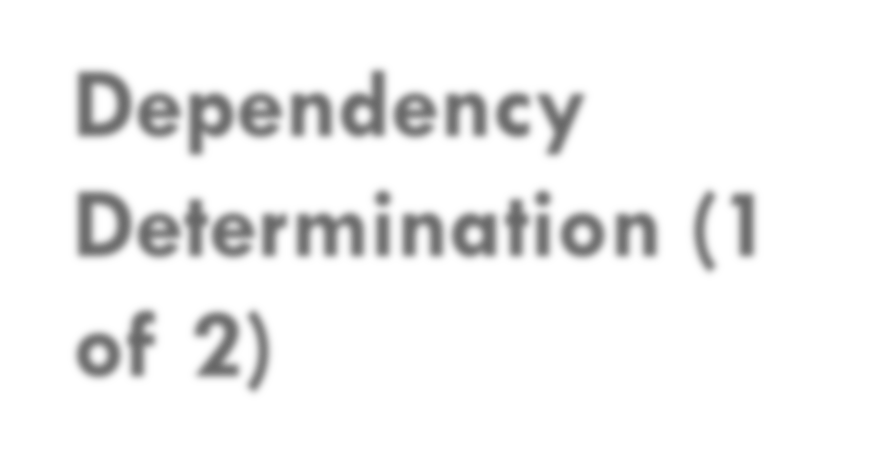 Dependency
Determination (1
of 2)